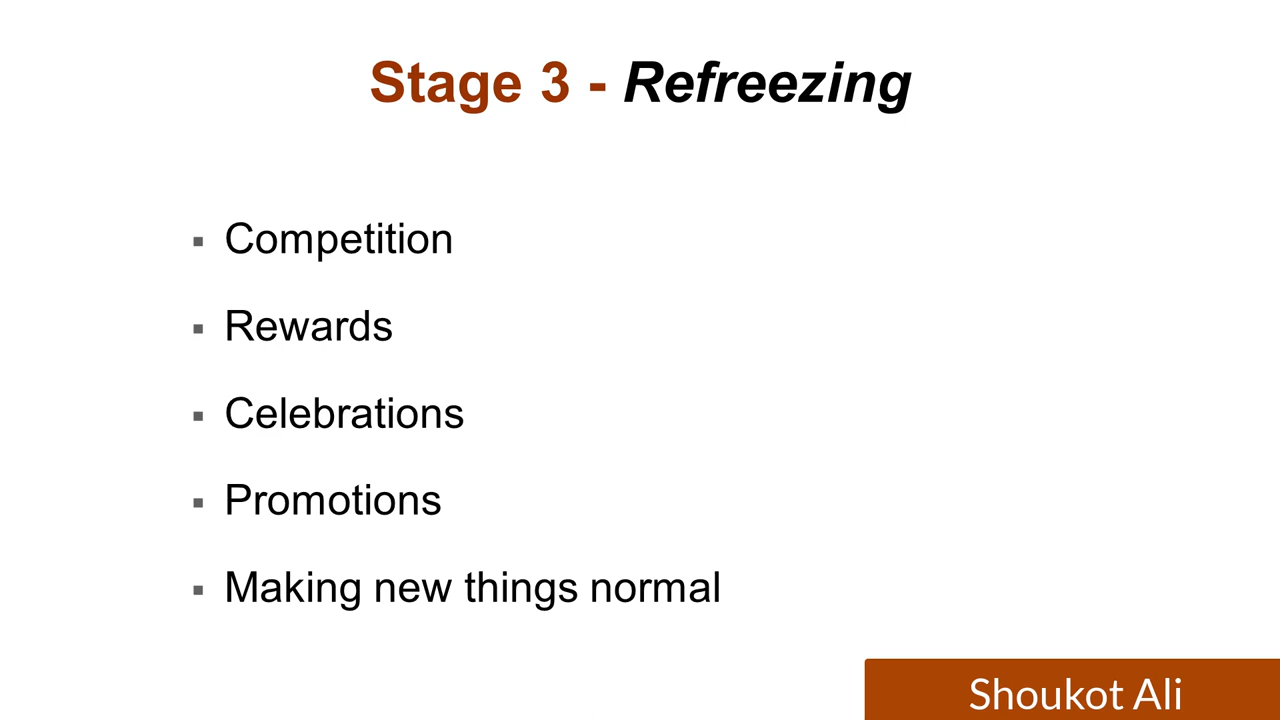 Stage 3 - Refreezing
▪ Competition
▪ Rewards
▪ Celebrations
▪ Promotions
▪ Making new things normal
Shoukot Ali